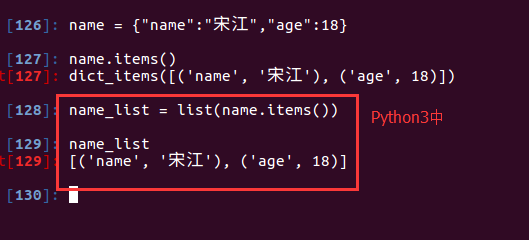 [126]: name = {"name":"宋江","age":18}
[127]: name.items()
t[127]: dict_items([('name', '宋江'), ('age', 18)])
[128]: name_list = list(name.items())
Python3中
[129]: name_list
t[129]: [('name', '宋江'), ('age', 18)]
[130]: